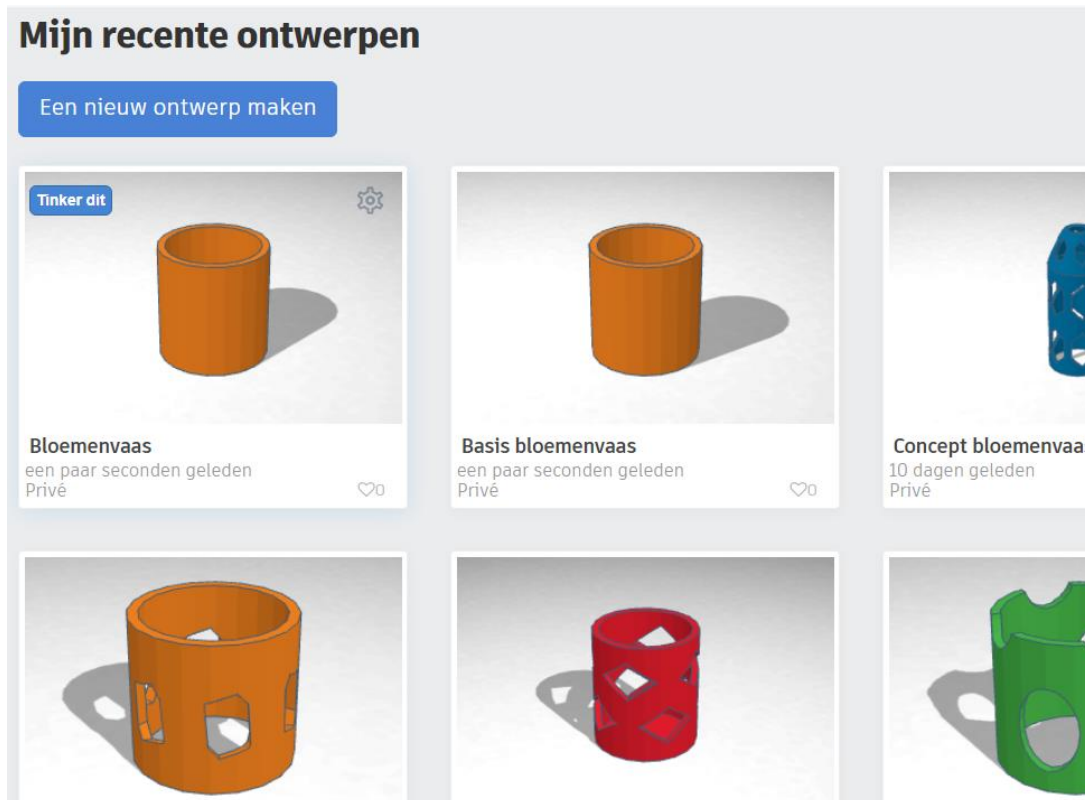 Mijn recente ontwerpen
Een nieuw ontwerp maken
Tinker dit
Bloemenvaas
een paar seconden geleden
Privé
0
Basis bloemenvaas
een paar seconden geleden
Privé
0
Concept bloemenvaas
10 dagen geleden
Privé